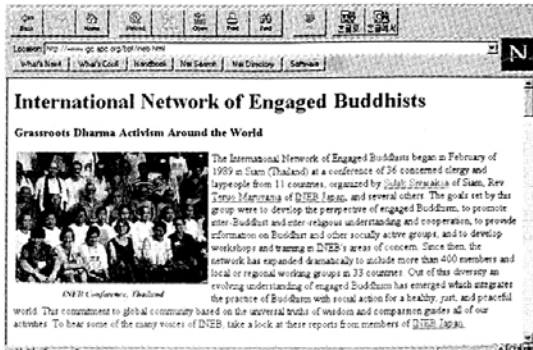 Back
Home
Reload
Open
Print
Find
Location: http://www.igc.apc.org/bpf/ineb.html
What's New!
What's Cool!
Handbook
Net Search
Net Directory
Software
N
International Network of Engaged Buddhists
Grassroots Dharma Activism Around the World
The International Network of Engaged Buddhists began in February of
1989 in Siam (Thailand) at a conference of 36 concerned clergy and
laypeople from 11 countries, organized by Sulak Sivaraksa of Siam, Rev
Teruo Maruyama of INEB Japan, and several others. The goals set by this
group were to develop the perspective of engaged Buddhism, to promote
inter-Buddhist and inter-religious understanding and cooperation, to provide
information on Buddhist and other socially active groups, and to develop
workshops and training in INEB's areas of concern. Since then, the
network has expanded dramatically to include more than 400 members and
local or regional working groups in 33 countries. Out of this diversity an
evolving understanding of engaged Buddhism has emerged which integrates
INEB Conference, Thailand
the practice of Buddhism with social action for a healthy, just, and peaceful
world. This commitment to global community based on the universal truths of wisdom and compassion guides all of our
activities. To hear some of the many voices of INEB, take a look at these reports from members of INEB Japan.